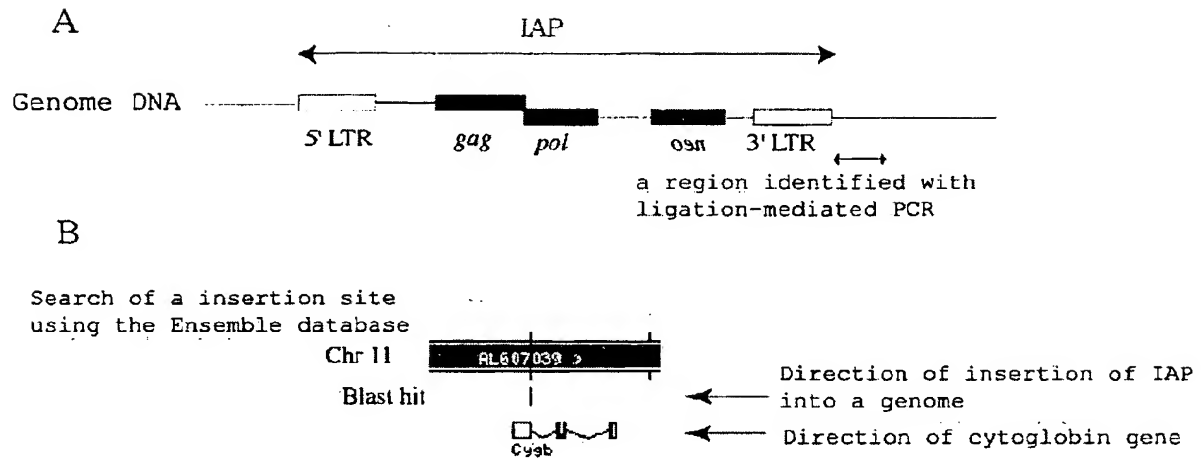 A
IAP
Genome DNA
5' LTR
gag
pol
neo
3' LTR
a region identified with
ligation-mediated PCR
B
Search of a insertion site
using the Ensemble database
Chr 11
AL607039 >
Blast hit
Direction of insertion of IAP
into a genome
Cygb
Direction of cytoglobin gene